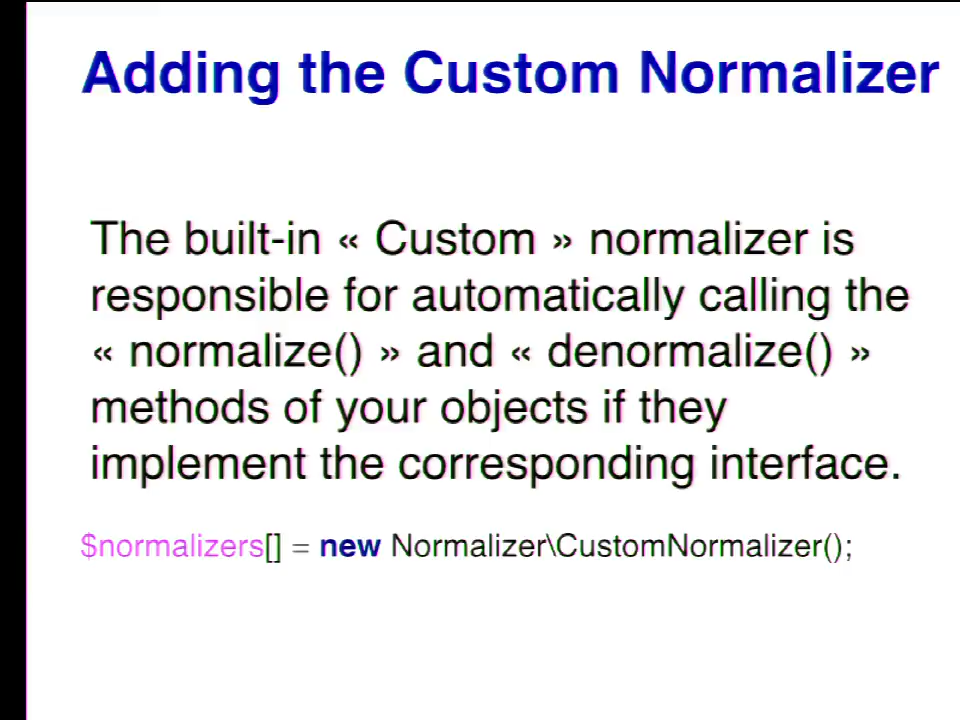 Adding the Custom Normalizer
The built-in « Custom » normalizer is
responsible for automatically calling the
« normalize() » and « denormalize() »
methods of your objects if they
implement the corresponding interface.
$normalizers[] = new Normalizer\CustomNormalizer();